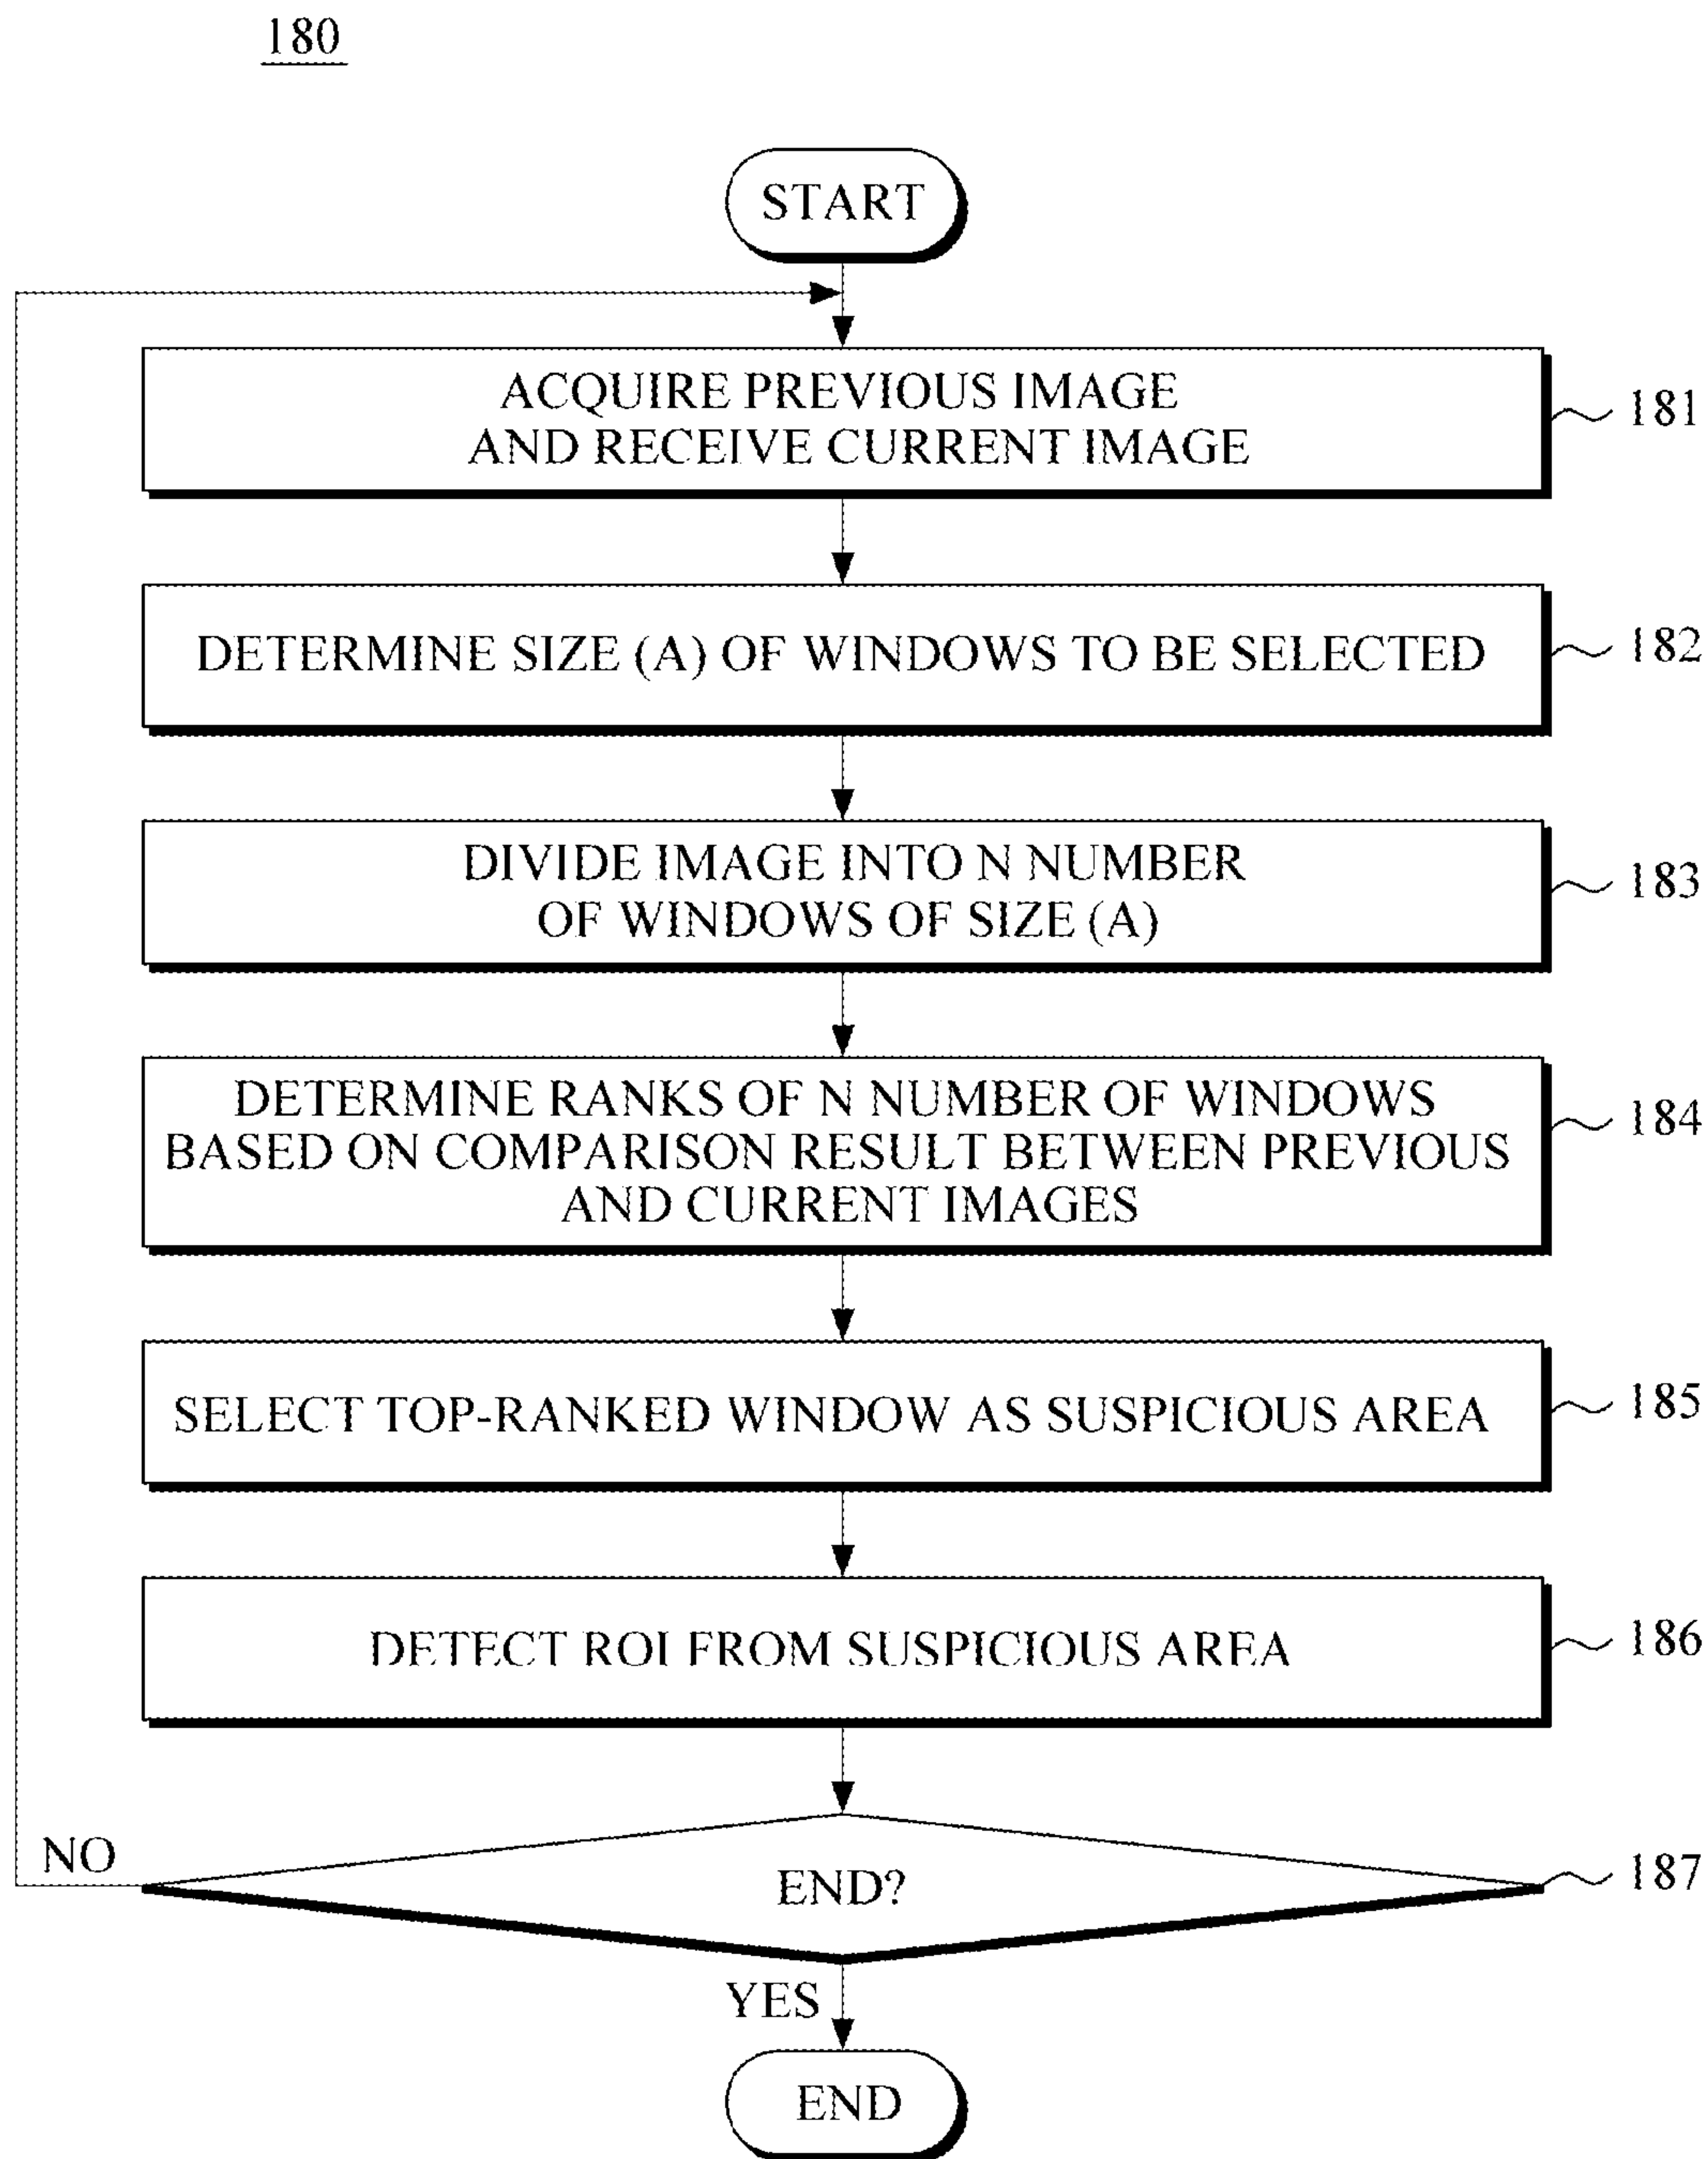 180
START
ACQUIRE PREVIOUS IMAGE
AND RECEIVE CURRENT IMAGE
181
DETERMINE SIZE (A) OF WINDOWS TO BE SELECTED
182
DIVIDE IMAGE INTO N NUMBER
OF WINDOWS OF SIZE (A)
183
DETERMINE RANKS OF N NUMBER OF WINDOWS
BASED ON COMPARISON RESULT BETWEEN PREVIOUS
AND CURRENT IMAGES
184
SELECT TOP-RANKED WINDOW AS SUSPICIOUS AREA
185
DETECT ROI FROM SUSPICIOUS AREA
186
NO
END?
187
YES
END